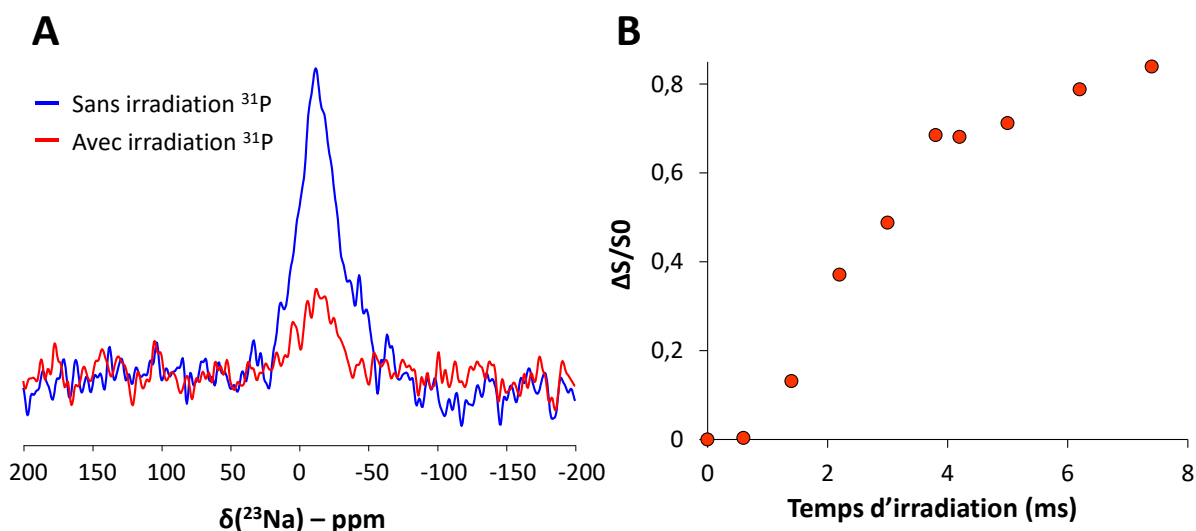 A
Sans irradiation ³¹P
Avec irradiation ³¹P
200 150 100 50 0 -50 -100 -150 -200
δ(²³Na) – ppm
B
0,8
0,6
0,4
0,2
0
ΔS/S0
0 2 4 6 8
Temps d’irradiation (ms)